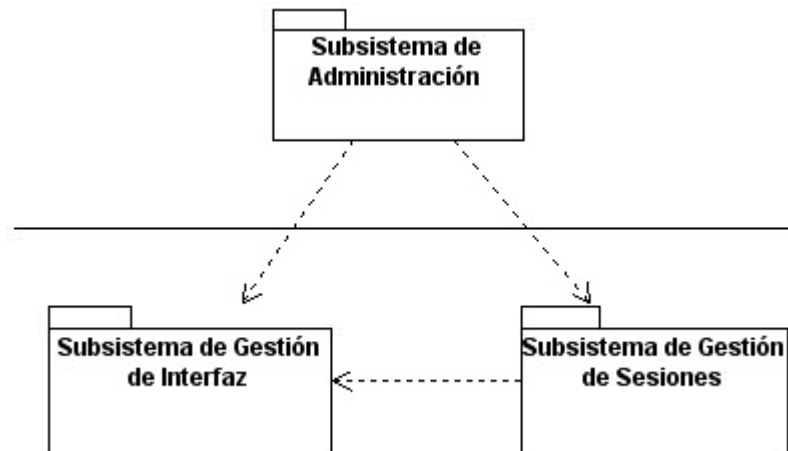 Subsistema de
Administración
Subsistema de Gestión
de Interfaz
Subsistema de Gestión
de Sesiones